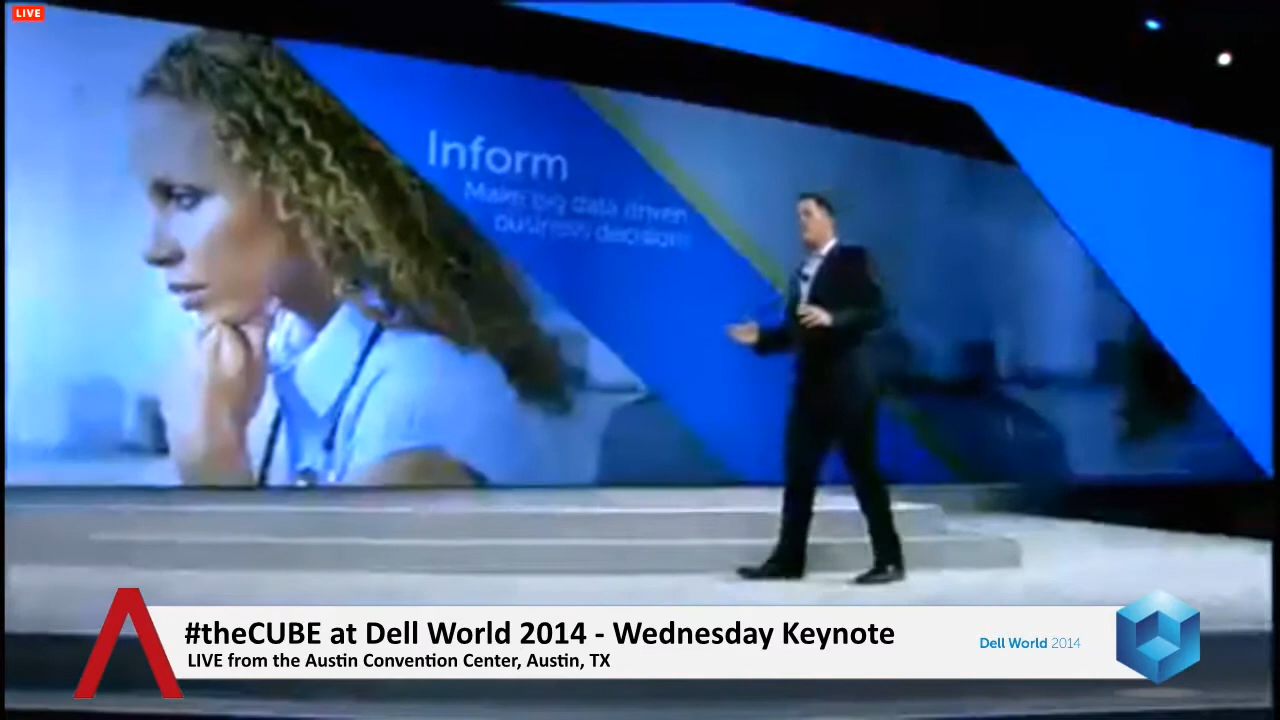 LIVE
Inform
Make big data driven
business decisions
#theCUBE at Dell World 2014 - Wednesday Keynote
LIVE from the Austin Convention Center, Austin, TX
Dell World 2014